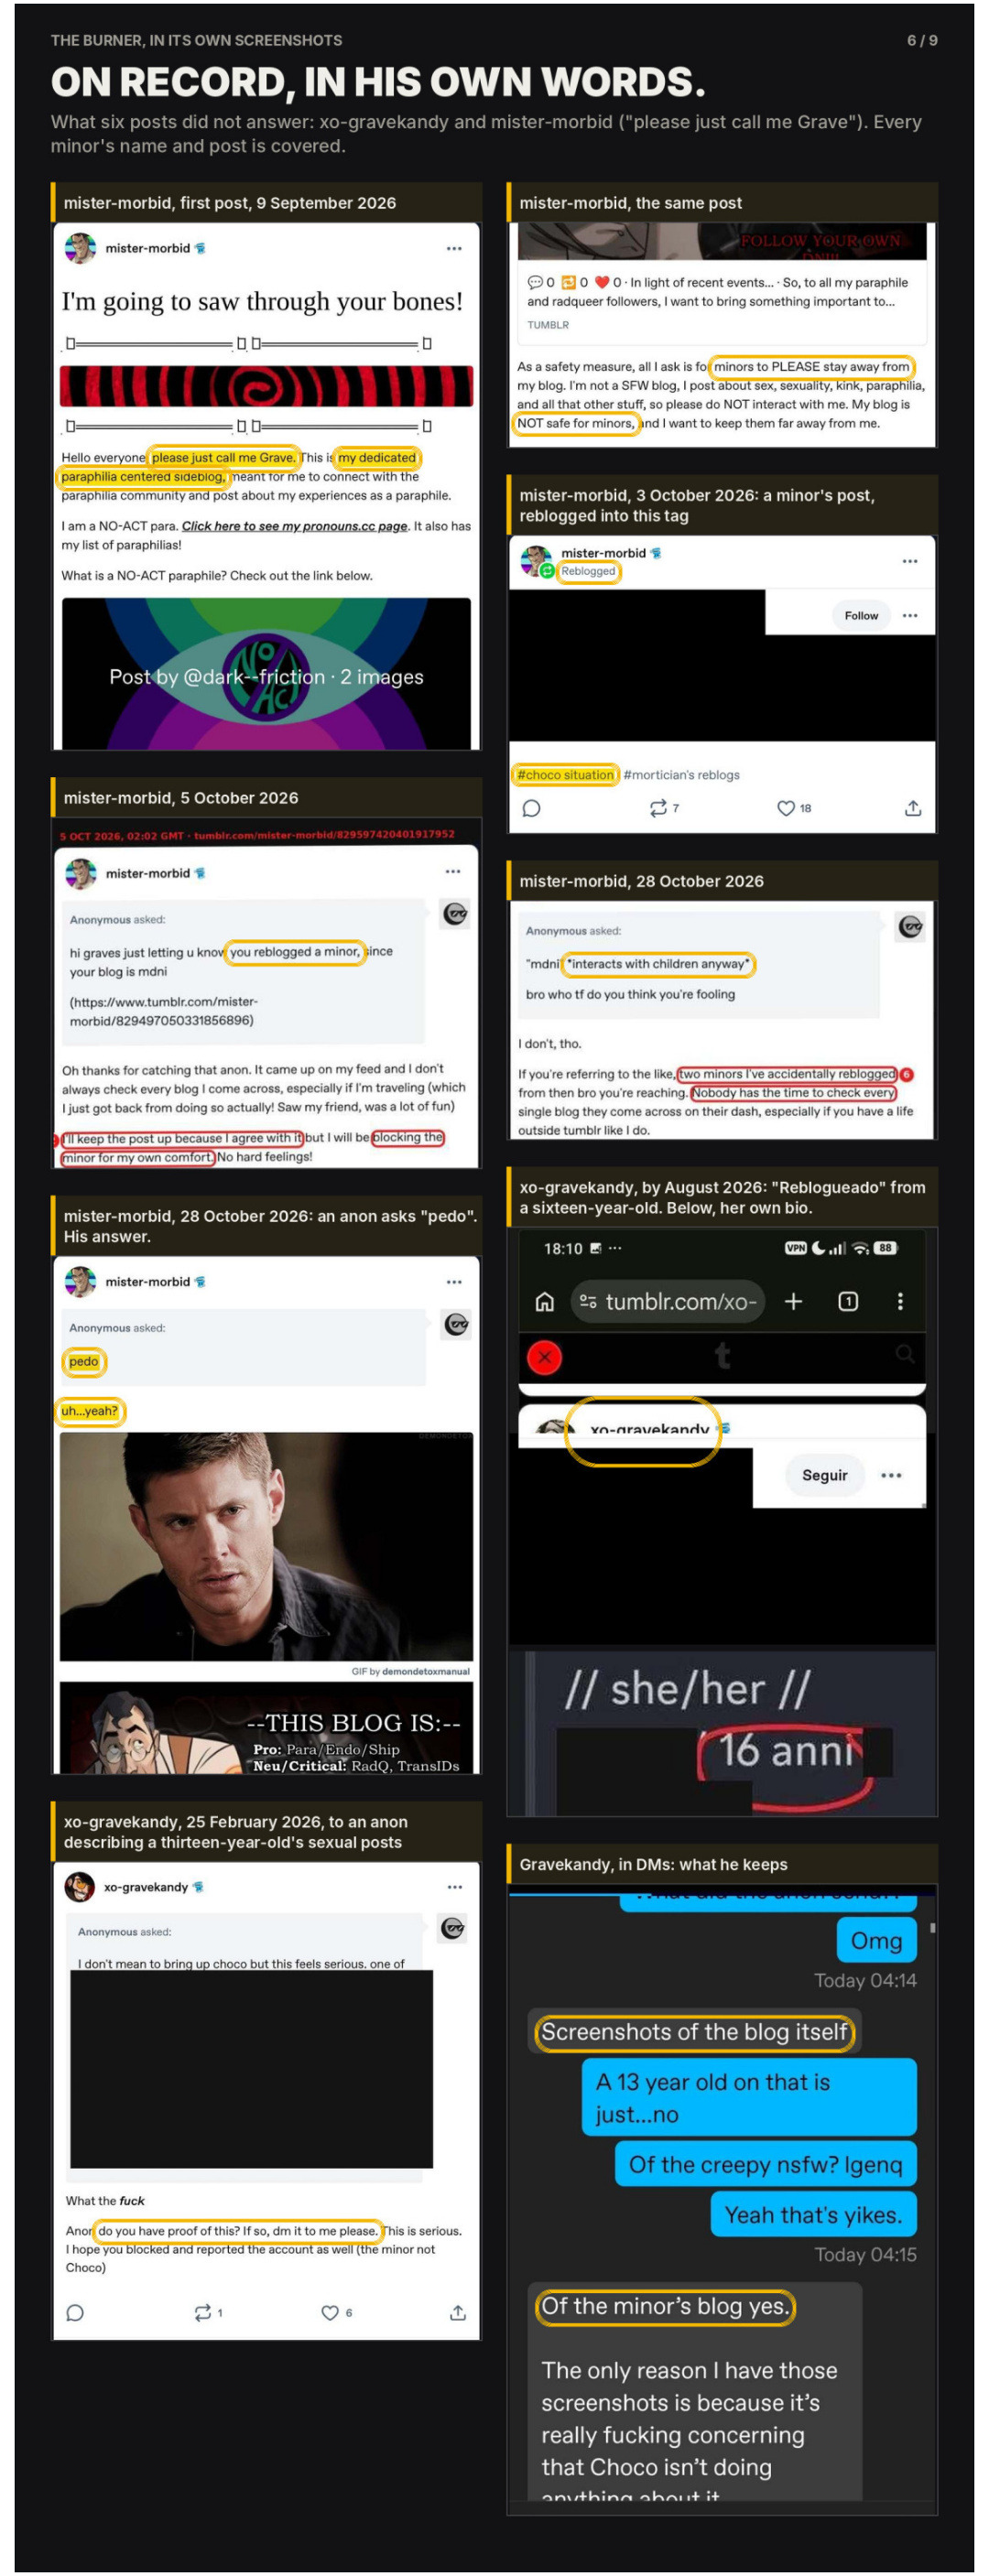 THE BURNER, IN ITS OWN SCREENSHOTS
6 / 9
ON RECORD, IN HIS OWN WORDS.
What six posts did not answer: xo-gravekandy and mister-morbid ("please just call me Grave"). Every
minor's name and post is covered.
mister-morbid, first post, 9 September 2026
mister-morbid
I'm going to saw through your bones!
Hello everyone please just call me Grave. This is my dedicated
paraphilia centered sideblog, meant for me to connect with the
paraphilia community and post about my experiences as a paraphile.
I am a NO-ACT para. Click here to see my pronouns.cc page. It also has
my list of paraphilias!
What is a NO-ACT paraphile? Check out the link below.
NO
ACT
Post by @dark--friction · 2 images
mister-morbid, 5 October 2026
5 OCT 2026, 02:02 GMT - tumblr.com/mister-morbid/829597420401917952
mister-morbid
Anonymous asked:
hi graves just letting u know you reblogged a minor, since
your blog is mdni
(https://www.tumblr.com/mister-
morbid/829497050331856896)
Oh thanks for catching that anon. It came up on my feed and I don't
always check every blog I come across, especially if I'm traveling (which
I just got back from doing so actually! Saw my friend, was a lot of fun)
I'll keep the post up because I agree with it but I will be blocking the
minor for my own comfort. No hard feelings!
mister-morbid, 28 October 2026: an anon asks "pedo".
His answer.
mister-morbid
Anonymous asked:
pedo
uh...yeah?
DEMONDETOX
GIF by demondetoxmanual
--THIS BLOG IS:--
Pro: Para/Endo/Ship
Neu/Critical: RadQ, TransIDs
xo-gravekandy, 25 February 2026, to an anon
describing a thirteen-year-old's sexual posts
xo-gravekandy
Anonymous asked:
I don't mean to bring up choco but this feels serious. one of
What the fuck
Anon do you have proof of this? If so, dm it to me please. This is serious.
I hope you blocked and reported the account as well (the minor not
Choco)
1
6
mister-morbid, the same post
FOLLOW YOUR OWN
DNI!!!
0 0 0 · In light of recent events... · So, to all my paraphile
and radqueer followers, I want to bring something important to...
TUMBLR
As a safety measure, all I ask is for minors to PLEASE stay away from
my blog. I'm not a SFW blog, I post about sex, sexuality, kink, paraphilia,
and all that other stuff, so please do NOT interact with me. My blog is
NOT safe for minors, and I want to keep them far away from me.
mister-morbid, 3 October 2026: a minor's post,
reblogged into this tag
mister-morbid
Reblogged
Follow
#choco situation #mortician's reblogs
7
18
mister-morbid, 28 October 2026
Anonymous asked:
"mdni" *interacts with children anyway*
bro who tf do you think you're fooling
I don't, tho.
If you're referring to the like, two minors I've accidentally reblogged 6
from then bro you're reaching. Nobody has the time to check every
single blog they come across on their dash, especially if you have a life
outside tumblr like I do.
xo-gravekandy, by August 2026: "Reblogueado" from
a sixteen-year-old. Below, her own bio.
18:10
VPN
88
tumblr.com/xo-
1
t
xo-gravekandy
Seguir
// she/her //
16 anni
Gravekandy, in DMs: what he keeps
What did the anon send?
Omg
Today 04:14
Screenshots of the blog itself
A 13 year old on that is
just...no
Of the creepy nsfw? lgenq
Yeah that's yikes.
Today 04:15
Of the minor's blog yes.
The only reason I have those
screenshots is because it's
really fucking concerning
that Choco isn't doing
anything about it